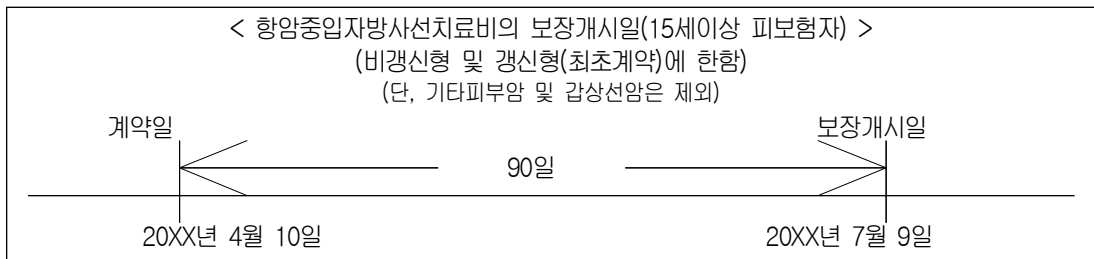 < 항암중입자방사선치료비의 보장개시일(15세이상 피보험자) >
(비갱신형 및 갱신형(최초계약)에 한함)
(단, 기타피부암 및 갑상선암은 제외)
계약일 보장개시일
90일
20XX년 4월 10일 20XX년 7월 9일